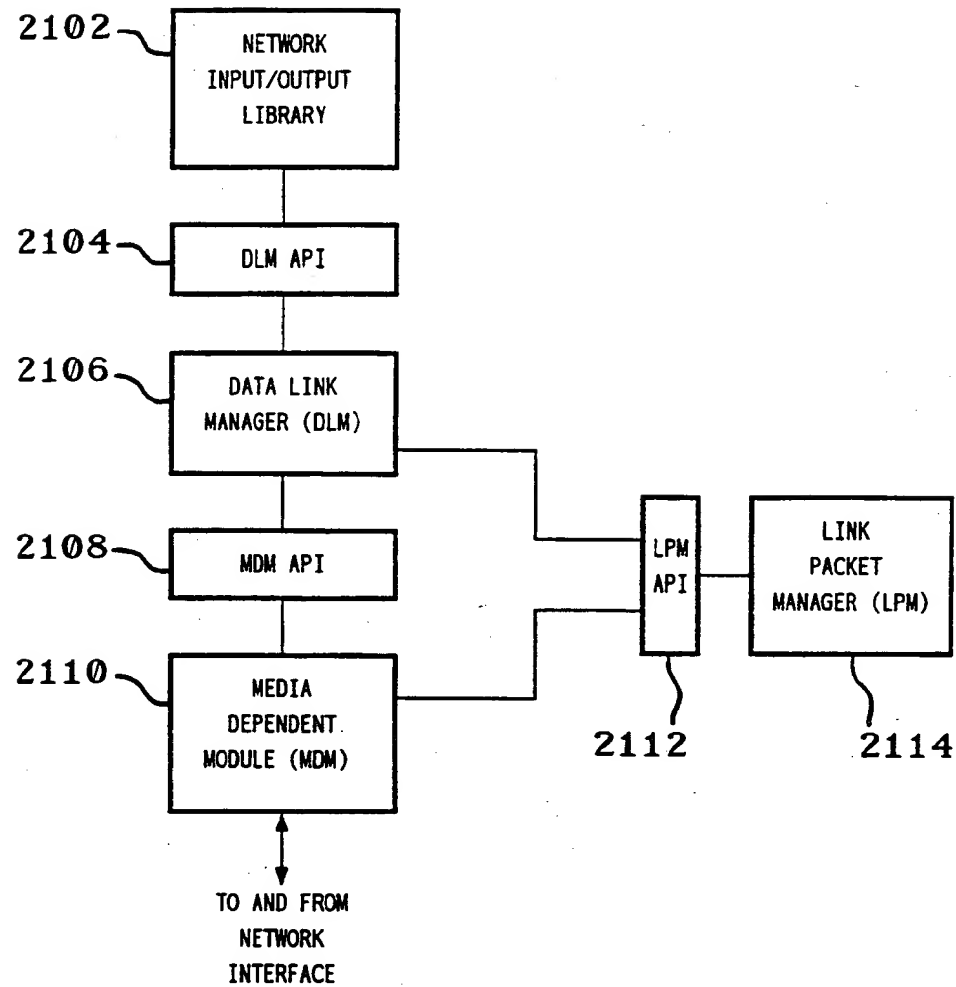 2102
NETWORK
INPUT/OUTPUT
LIBRARY
2104
DLM API
2106
DATA LINK
MANAGER (DLM)
2108
MDM API
2110
MEDIA
DEPENDENT
MODULE (MDM)
LPM
API
2112
LINK
PACKET
MANAGER (LPM)
2114
TO AND FROM
NETWORK
INTERFACE